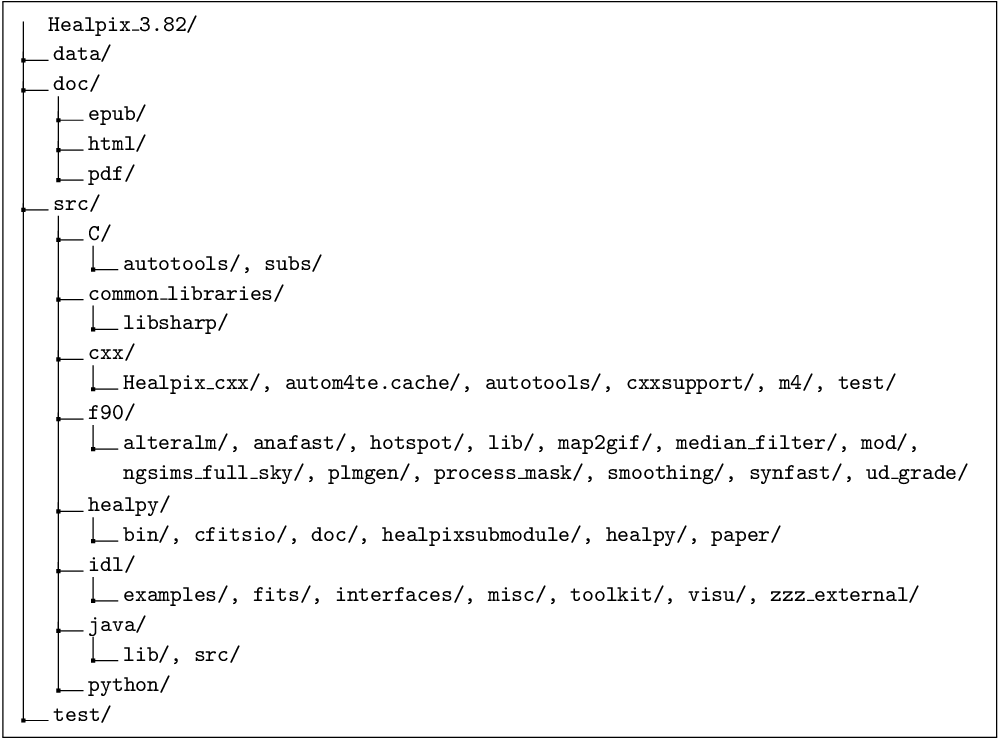 Healpix_3.82/
data/
doc/
epub/
html/
pdf/
src/
C/
autotools/, subs/
common_libraries/
libsharp/
cxx/
Healpix_cxx/, autom4te.cache/, autotools/, cxxsupport/, m4/, test/
f90/
alteralm/, anafast/, hotspot/, lib/, map2gif/, median_filter/, mod/,
ngsims_full_sky/, plmgen/, process_mask/, smoothing/, synfast/, ud_grade/
healpy/
bin/, cfitsio/, doc/, healpixsubmodule/, healpy/, paper/
idl/
examples/, fits/, interfaces/, misc/, toolkit/, visu/, zzz_external/
java/
lib/, src/
python/
test/